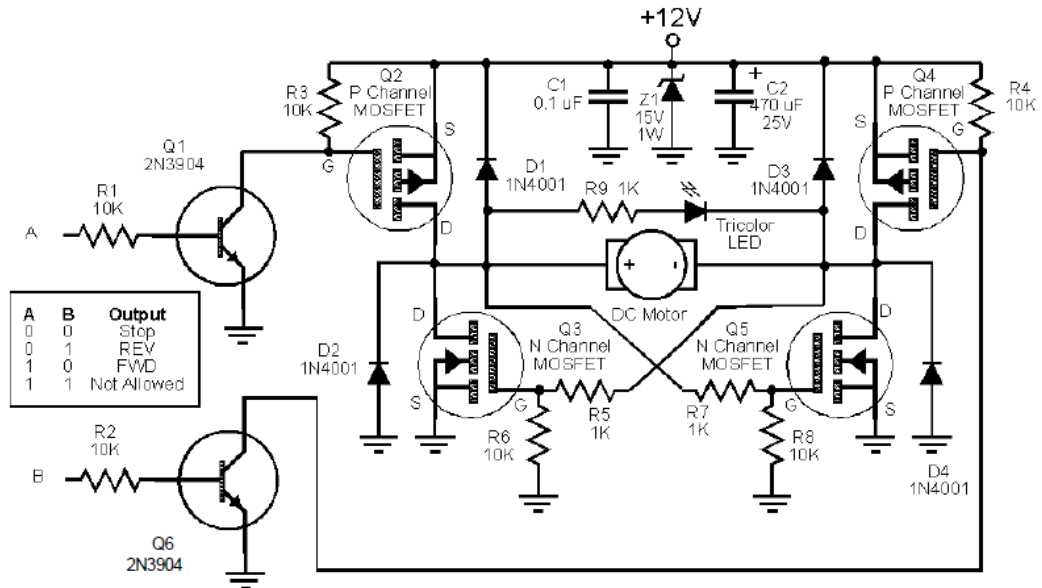 +12V
Q2
P Channel
MOSFET
R3
10K
C1
0.1 uF
Z1
15V
1W
+
C2
470 uF
25V
Q4
P Channel
MOSFET
R4
10K
S
S
G
G
Q1
2N3904
D1
1N4001
D3
1N4001
R9 1K
R1
10K
Tricolor
LED
A
D
D
+ -
DC Motor
A B Output
0 0 Stop
0 1 REV
1 0 FWD
1 1 Not Allowed
D
D
Q3
N Channel
MOSFET
Q5
N Channel
MOSFET
D2
1N4001
S
S
G
G
R5
1K
R7
1K
R6
10K
R8
10K
R2
10K
B
D4
1N4001
Q6
2N3904